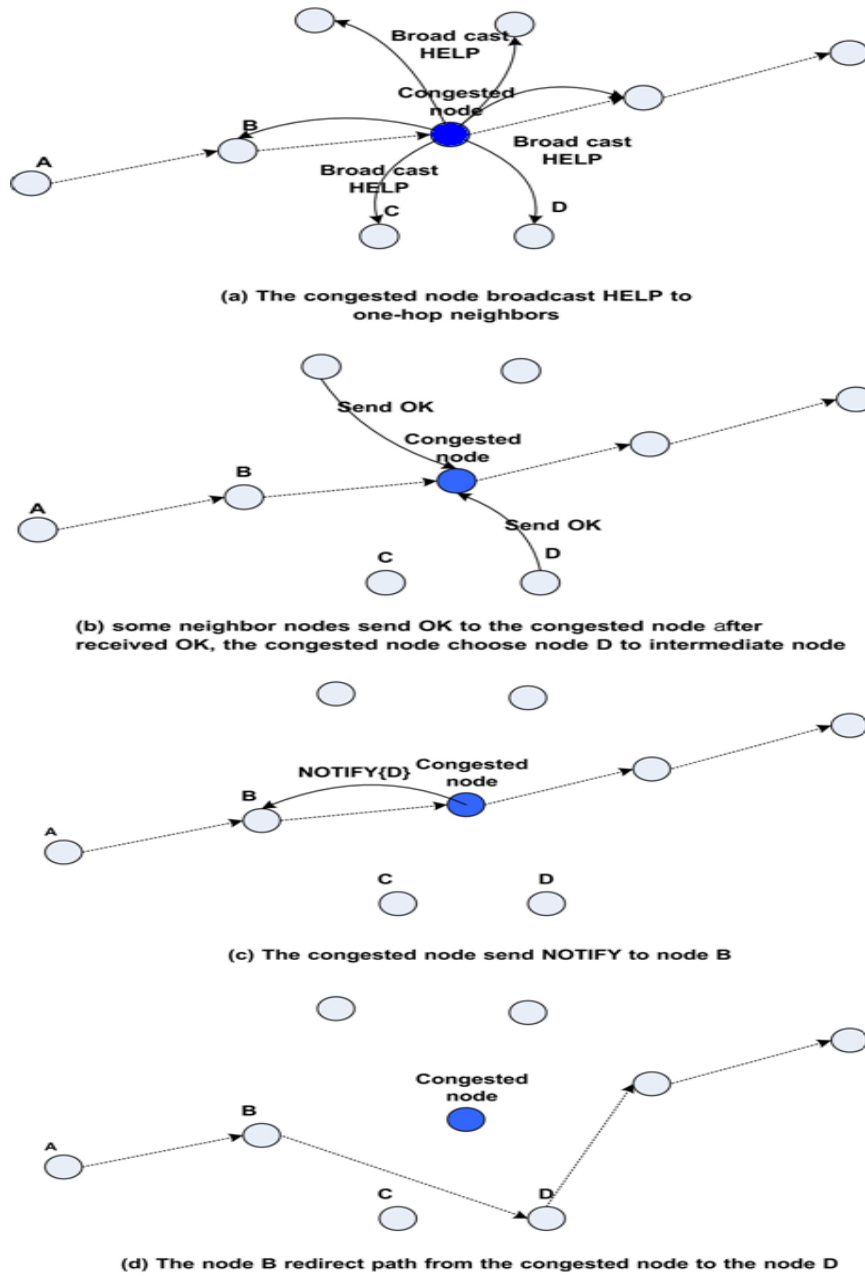 Broad cast
HELP
Congested
node
B
Broad cast
HELP
A
Broad cast
HELP
C
D
(a) The congested node broadcast HELP to
one-hop neighbors
Send OK
Congested
node
B
A
Send OK
C
D
(b) some neighbor nodes send OK to the congested node after
received OK, the congested node choose node D to intermediate node
NOTIFY{D}
Congested
node
B
A
C
D
(c) The congested node send NOTIFY to node B
Congested
node
B
A
C
D
(d) The node B redirect path from the congested node to the node D